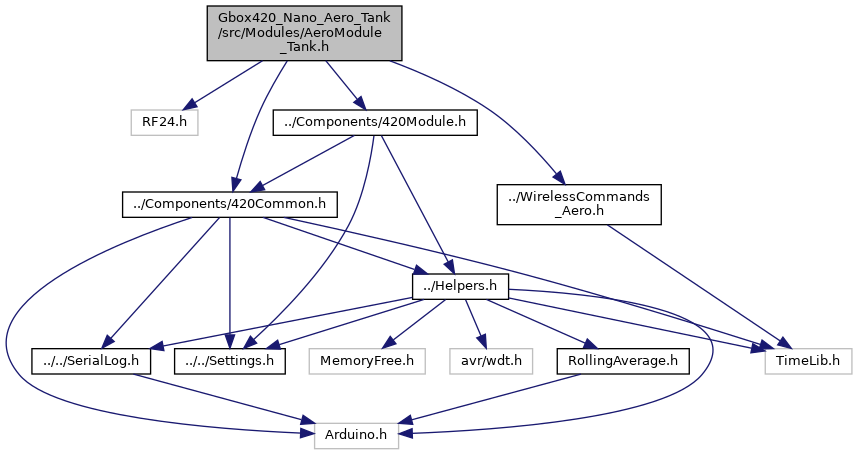 Gbox420_Nano_Aero_Tank
/src/Modules/AeroModule
_Tank.h
RF24.h
../Components/420Module.h
../Components/420Common.h
../WirelessCommands
_Aero.h
../Helpers.h
../../SerialLog.h
../../Settings.h
MemoryFree.h
avr/wdt.h
RollingAverage.h
TimeLib.h
Arduino.h